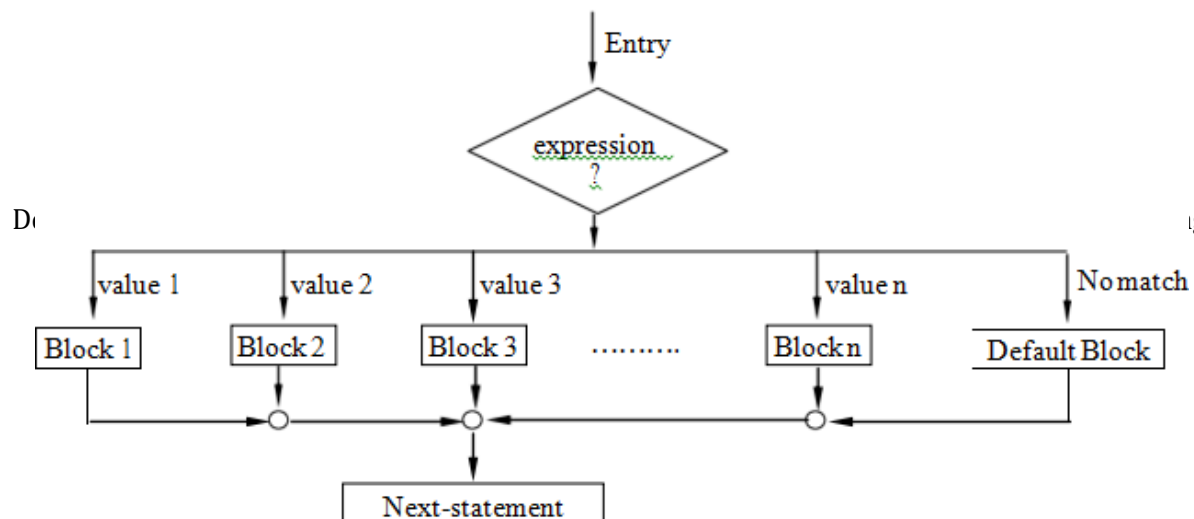 Entry
expression
?
value 1 value 2 value 3 value n No match
Block 1 Block 2 Block 3 ………. Block n Default Block
Next-statement